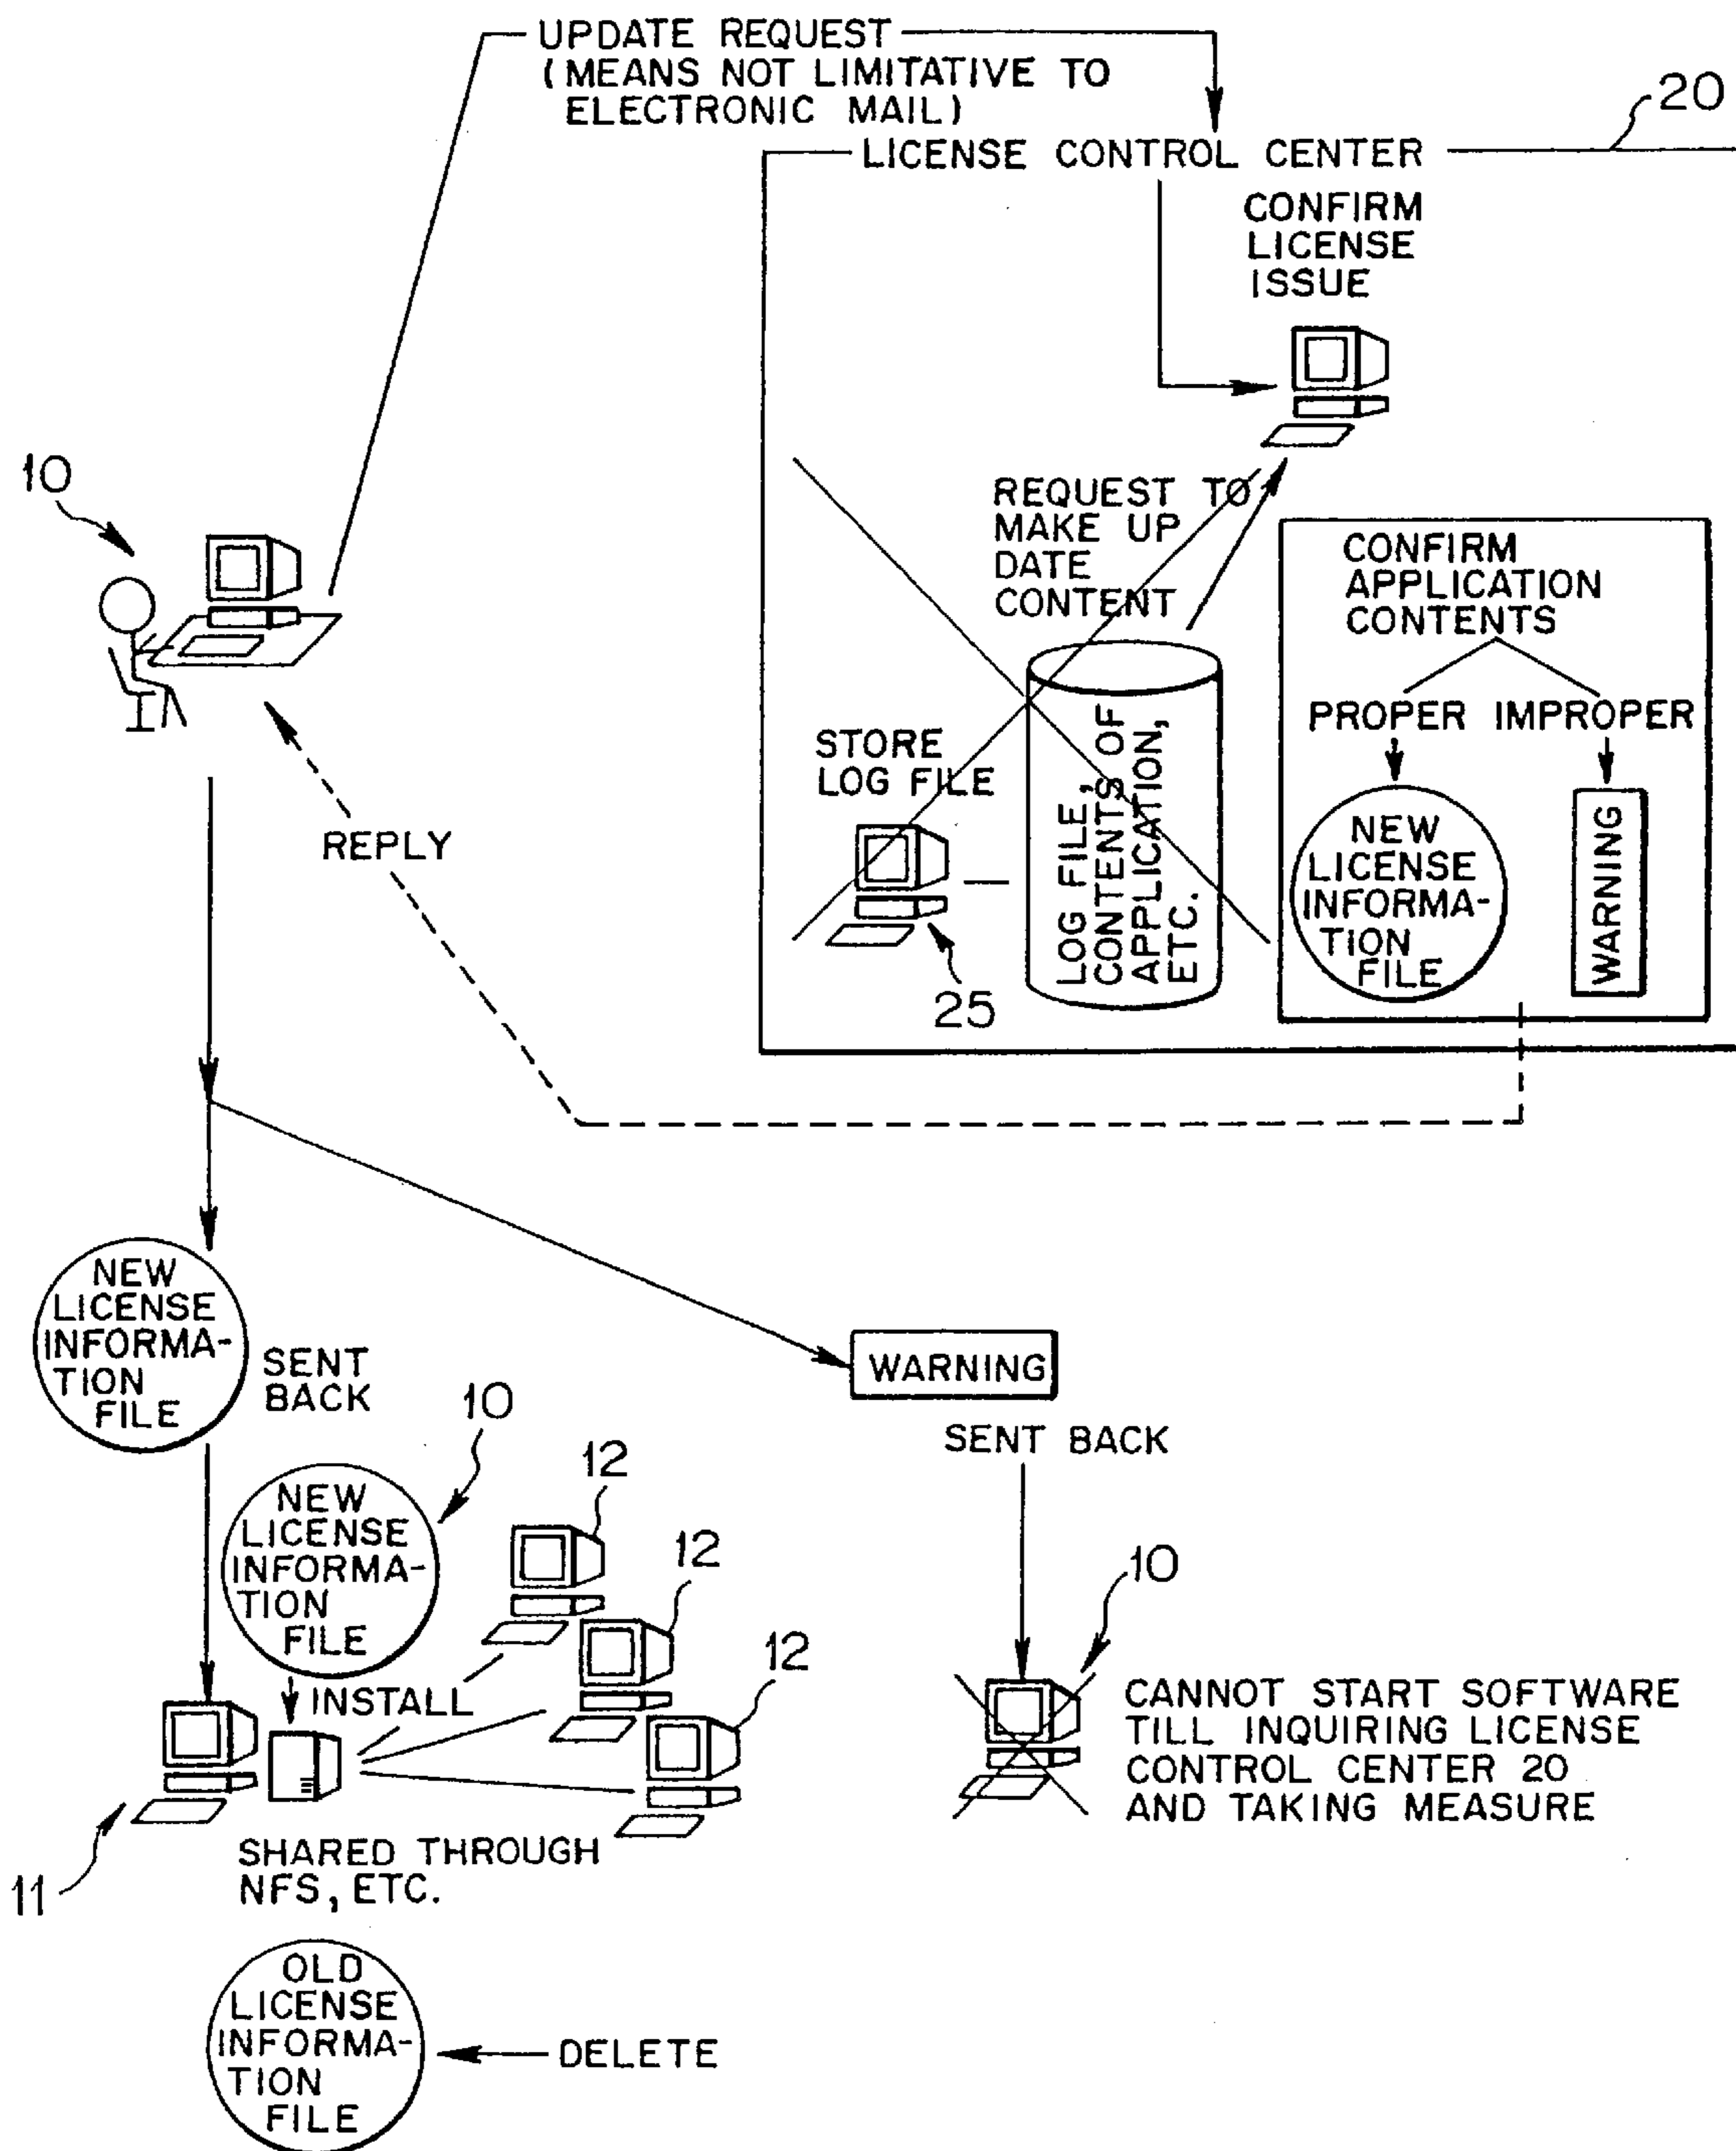 UPDATE REQUEST
(MEANS NOT LIMITATIVE TO
ELECTRONIC MAIL)
20
LICENSE CONTROL CENTER
CONFIRM
LICENSE
ISSUE
10
REQUEST TO
MAKE UP
DATE
CONTENT
CONFIRM
APPLICATION
CONTENTS
PROPER IMPROPER
STORE
LOG FILE
LOG FILE,
CONTENTS OF
APPLICATION,
ETC.
NEW
LICENSE
INFORMA-
TION
FILE
WARNING
25
REPLY
NEW
LICENSE
INFORMA-
TION
FILE
SENT
BACK
WARNING
SENT BACK
10
NEW
LICENSE
INFORMA-
TION
FILE
12
12
12
INSTALL
10
CANNOT START SOFTWARE
TILL INQUIRING LICENSE
CONTROL CENTER 20
AND TAKING MEASURE
11
SHARED THROUGH
NFS, ETC.
OLD
LICENSE
INFORMA-
TION
FILE
DELETE